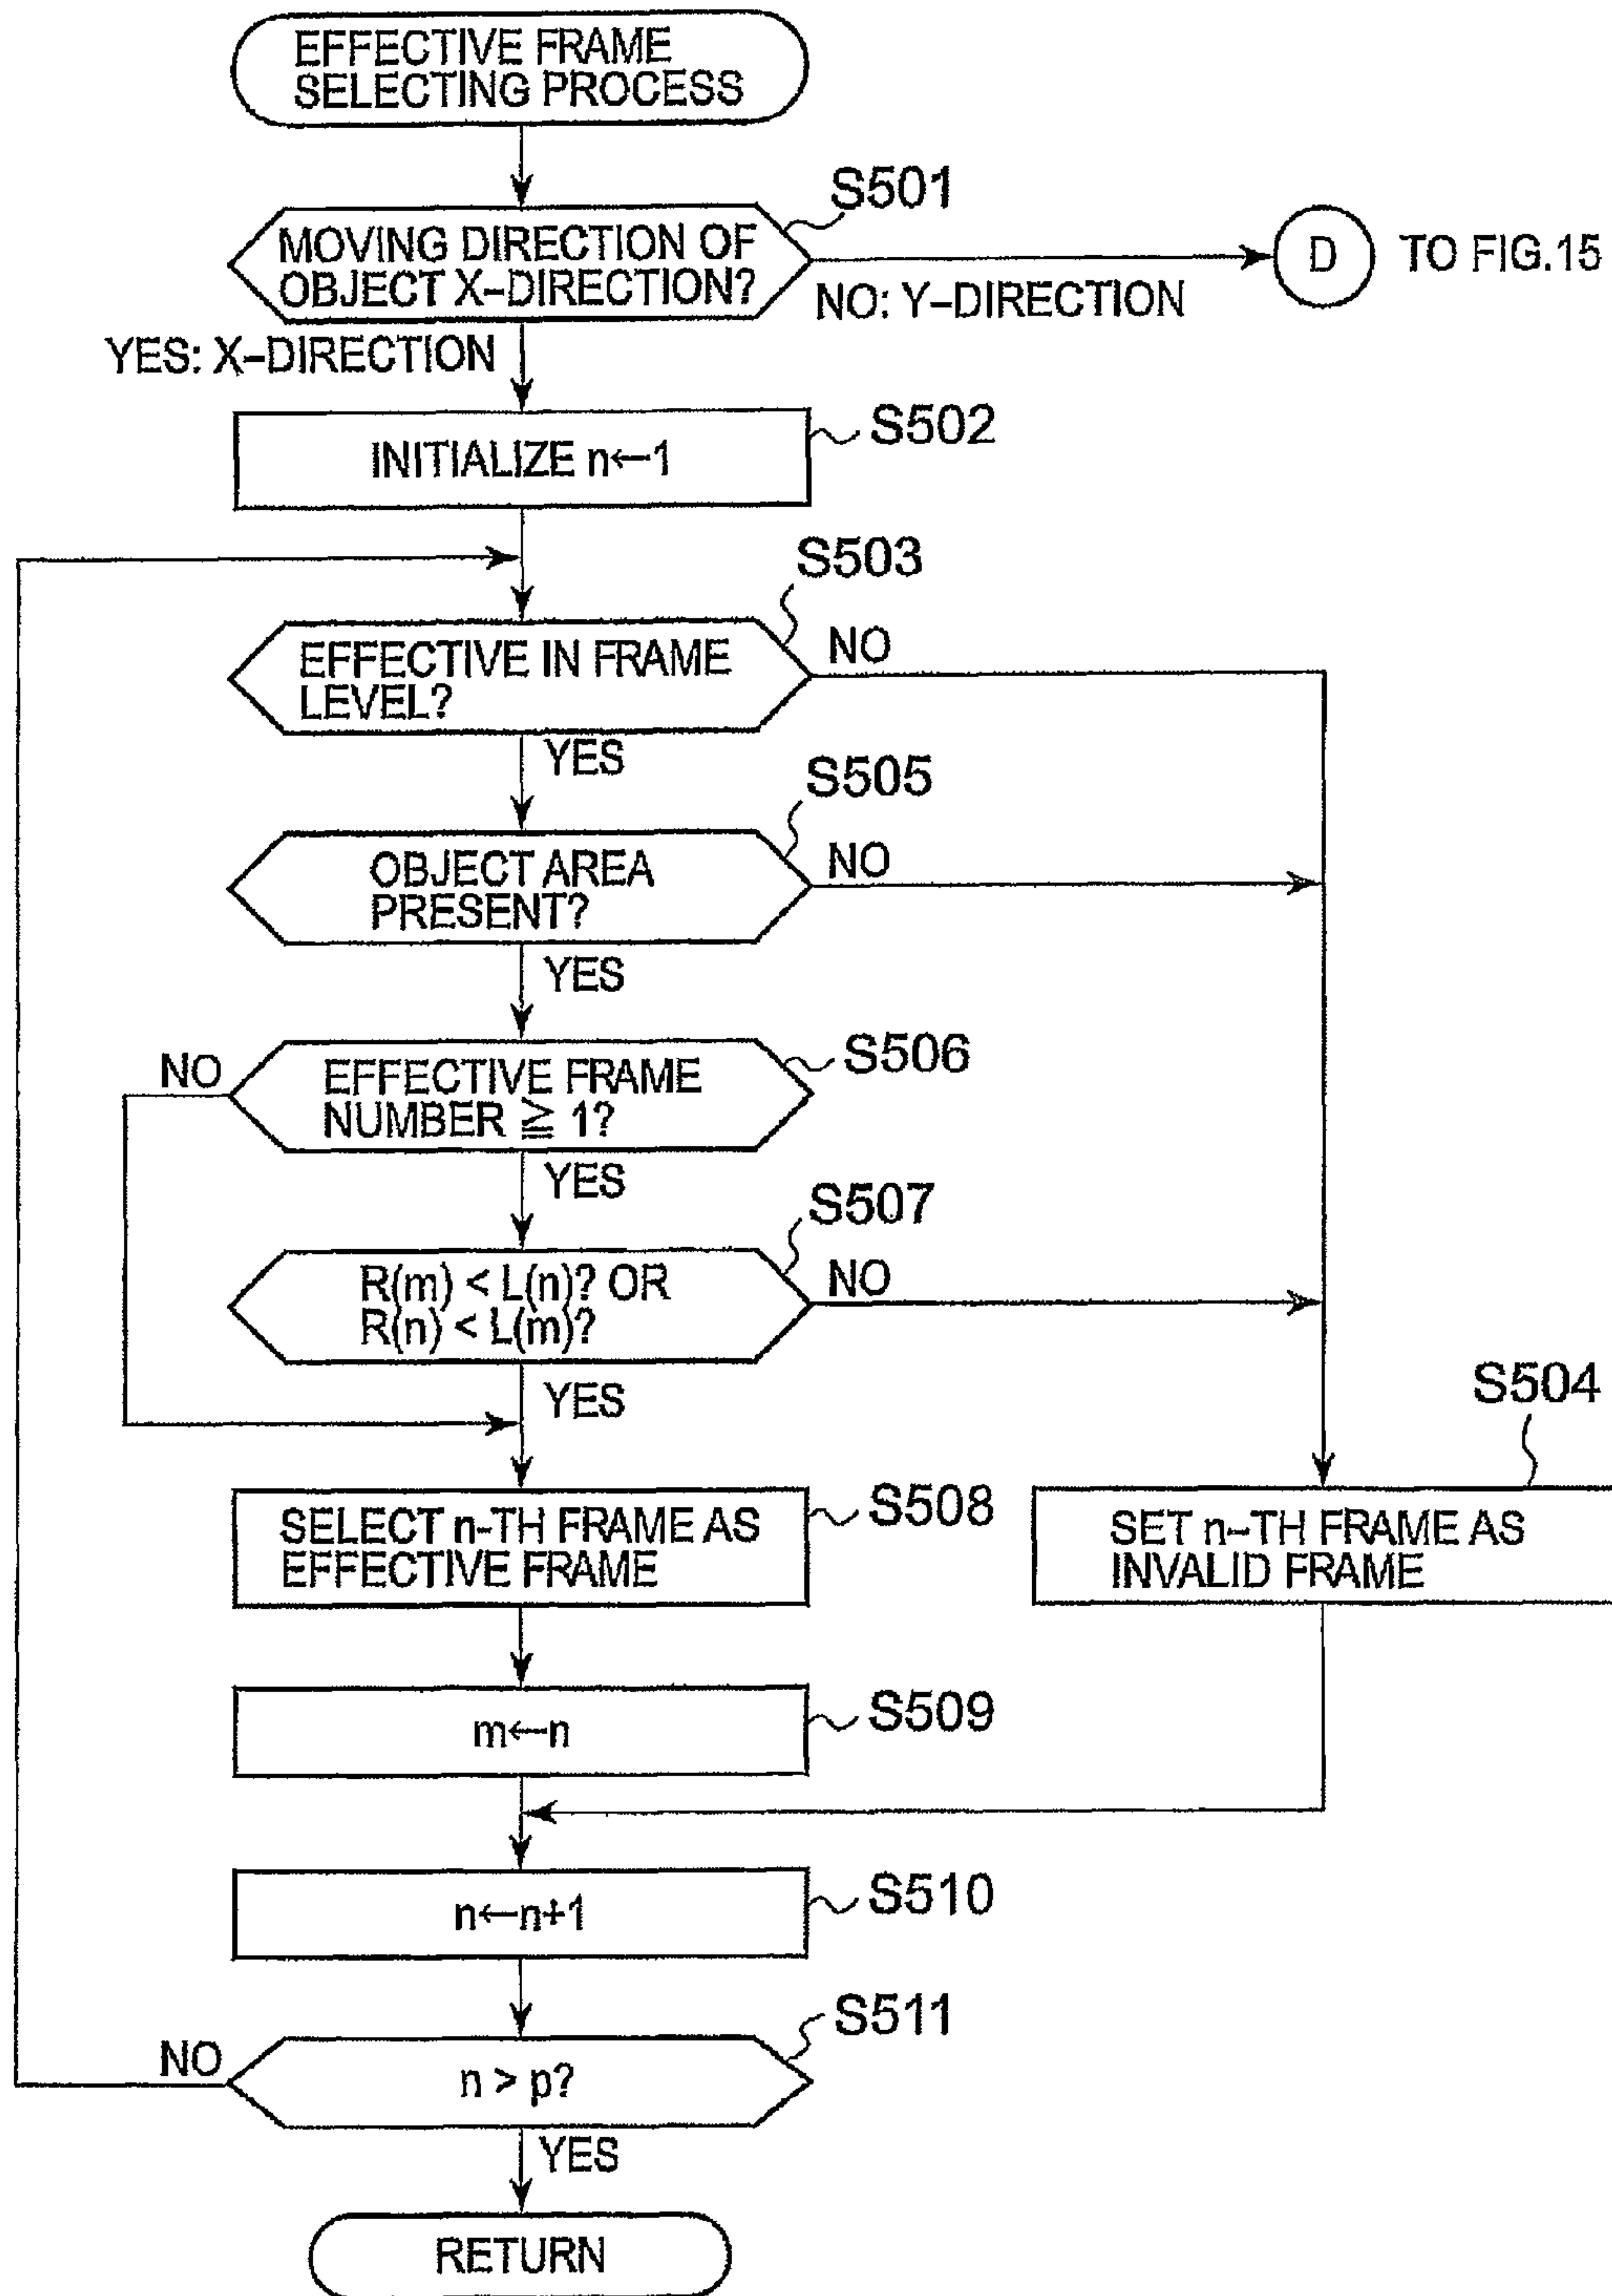 EFFECTIVE FRAME
SELECTING PROCESS
S501
MOVING DIRECTION OF
OBJECT X-DIRECTION?
D
TO FIG.15
NO: Y-DIRECTION
YES: X-DIRECTION
S502
INITIALIZE n←1
S503
NO
EFFECTIVE IN FRAME
LEVEL?
YES
S505
OBJECT AREA
PRESENT?
NO
YES
S506
NO
EFFECTIVE FRAME
NUMBER ≧ 1?
YES
S507
R(m) < L(n)? OR
R(n) < L(m)?
NO
YES
S504
S508
SELECT n-TH FRAME AS
EFFECTIVE FRAME
SET n-TH FRAME AS
INVALID FRAME
S509
m←n
S510
n←n+1
S511
NO
n > p?
YES
RETURN